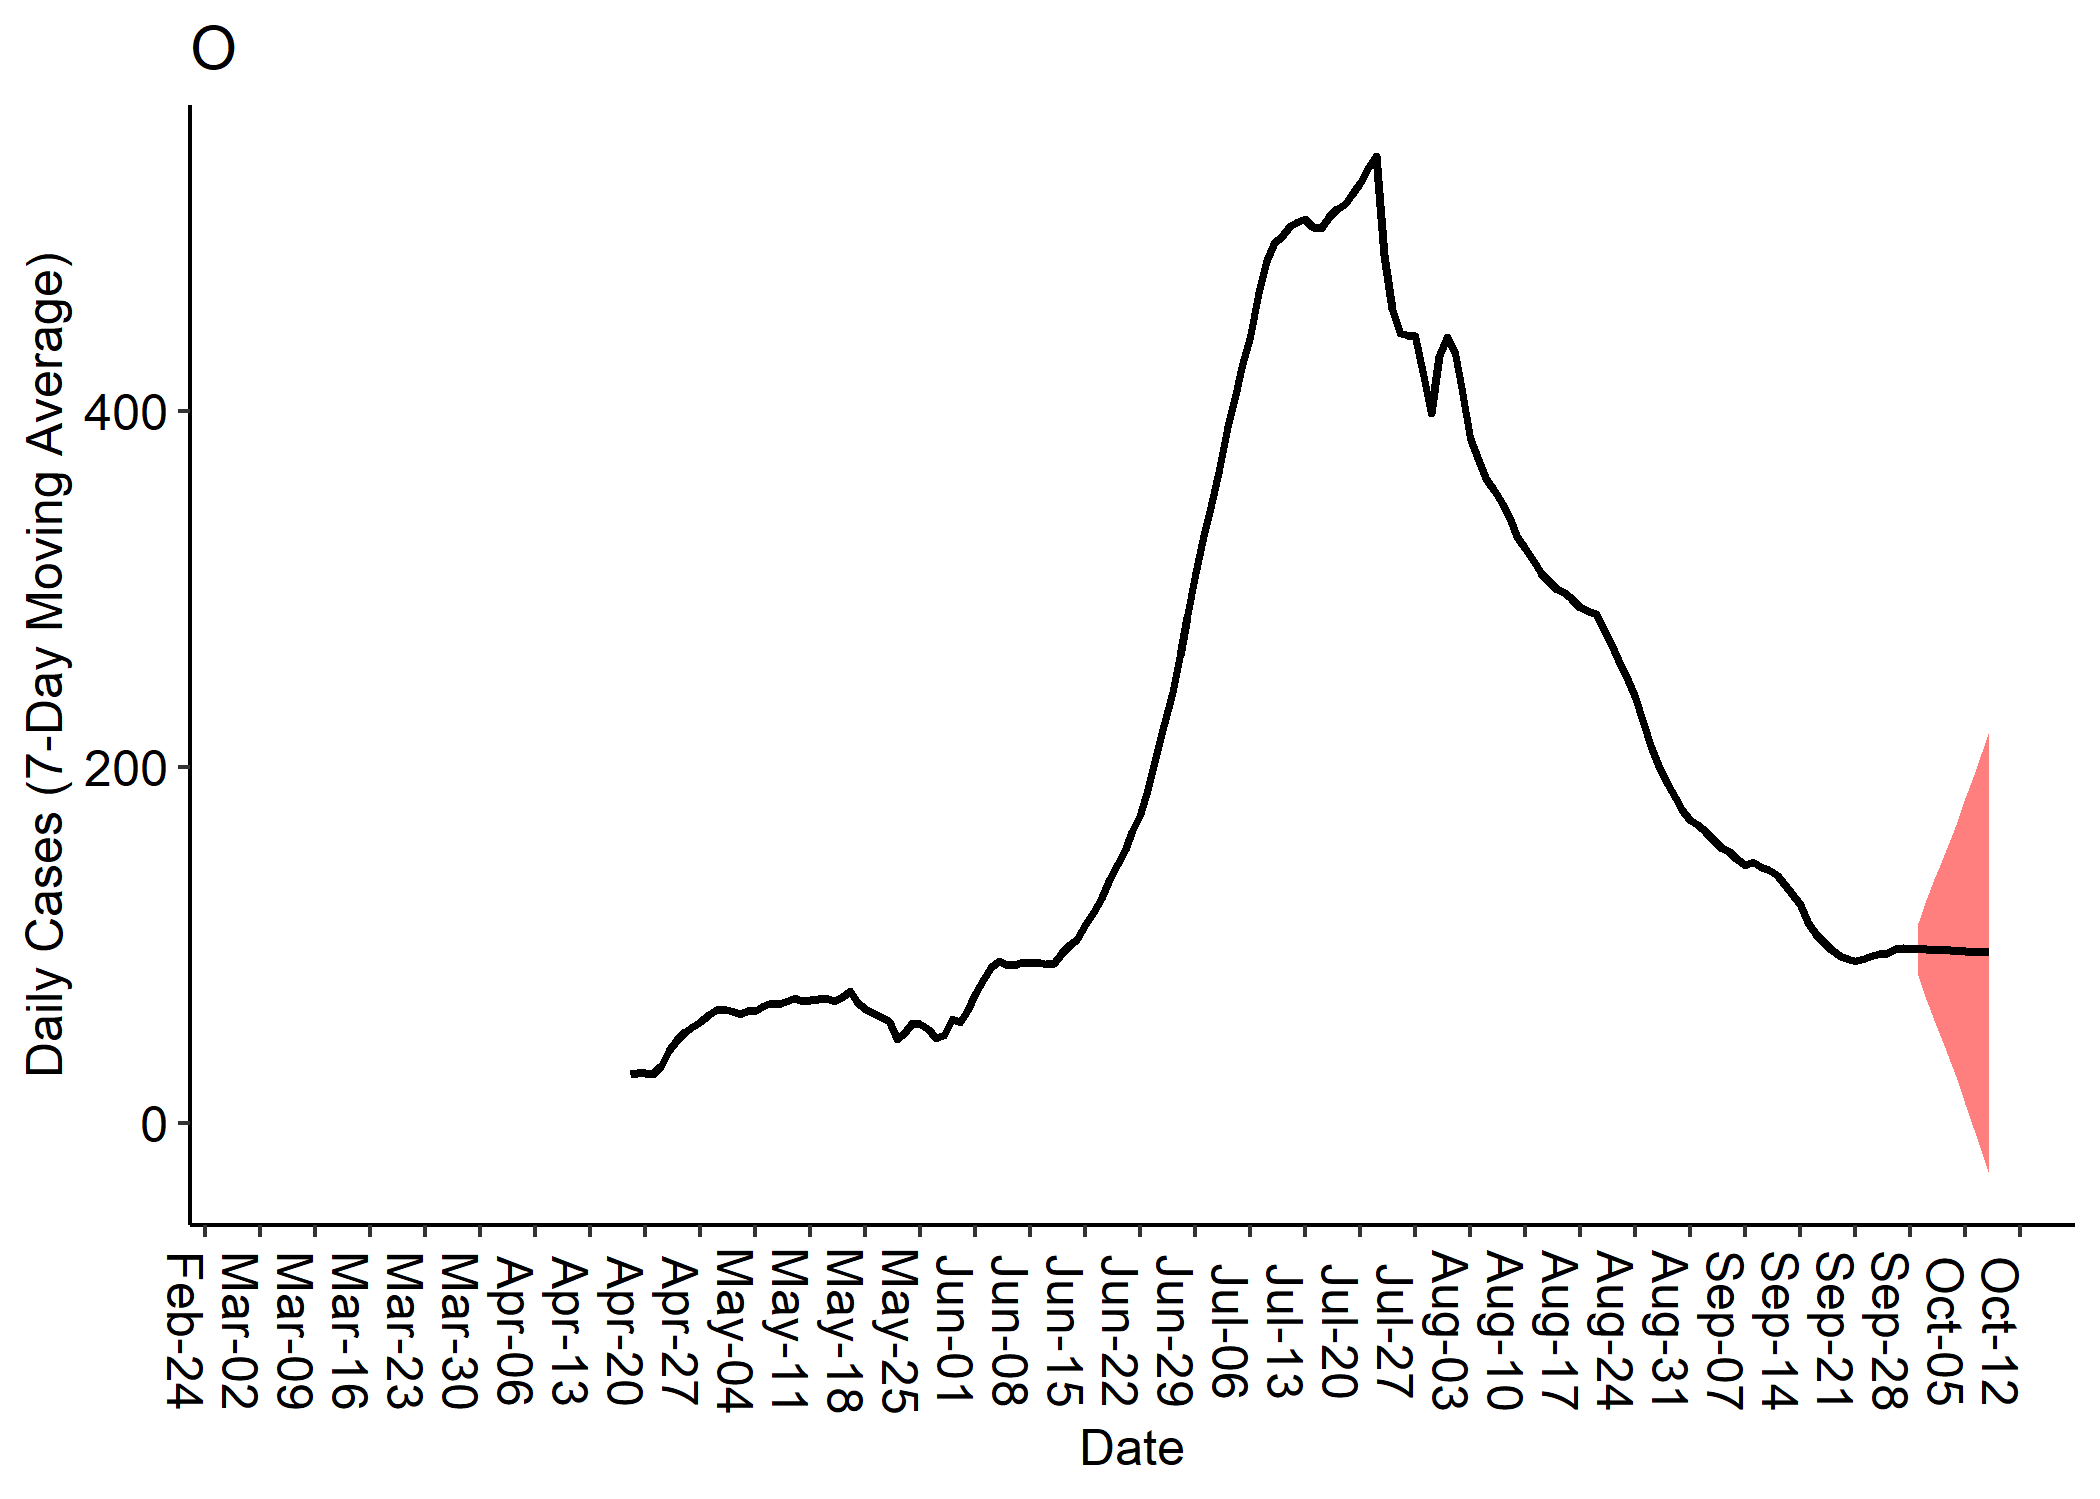 O
Daily Cases (7-Day Moving Average)
400
200
0
Feb-24
Mar-02
Mar-09
Mar-16
Mar-23
Mar-30
Apr-06
Apr-13
Apr-20
Apr-27
May-04
May-11
May-18
May-25
Jun-01
Jun-08
Jun-15
Jun-22
Jun-29
Jul-06
Jul-13
Jul-20
Jul-27
Aug-03
Aug-10
Aug-17
Aug-24
Aug-31
Sep-07
Sep-14
Sep-21
Sep-28
Oct-05
Oct-12
Date